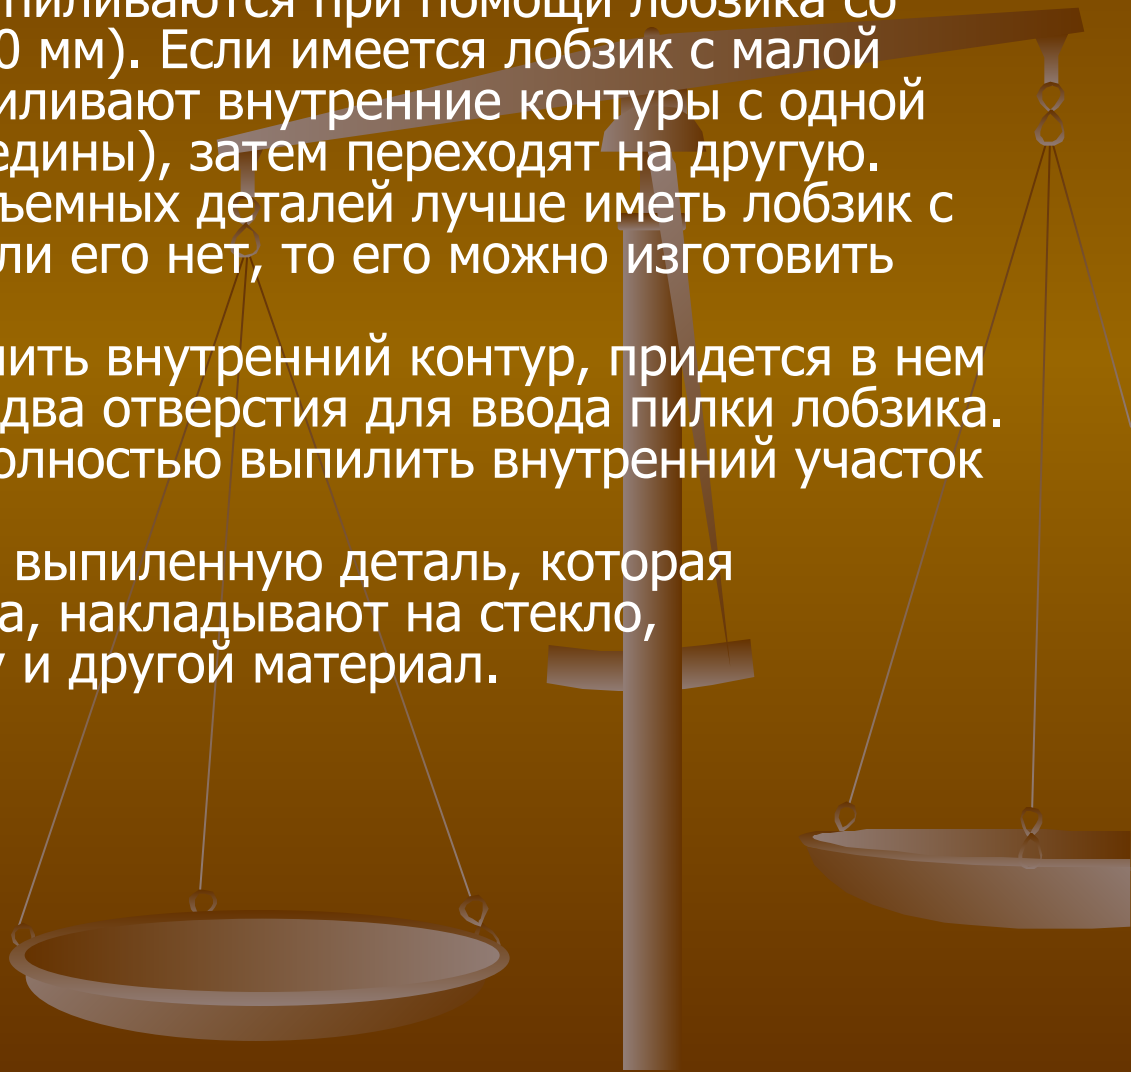 пиливаются при помощи лобзика со
0 мм). Если имеется лобзик с малой
иливают внутренние контуры с одной
едины), затем переходят на другую.
ъемных деталей лучше иметь лобзик с
ли его нет, то его можно изготовить
ить внутренний контур, придется в нем
два отверстия для ввода пилки лобзика.
олностью выпилить внутренний участок
выпиленную деталь, которая
а, накладывают на стекло,
у и другой материал.